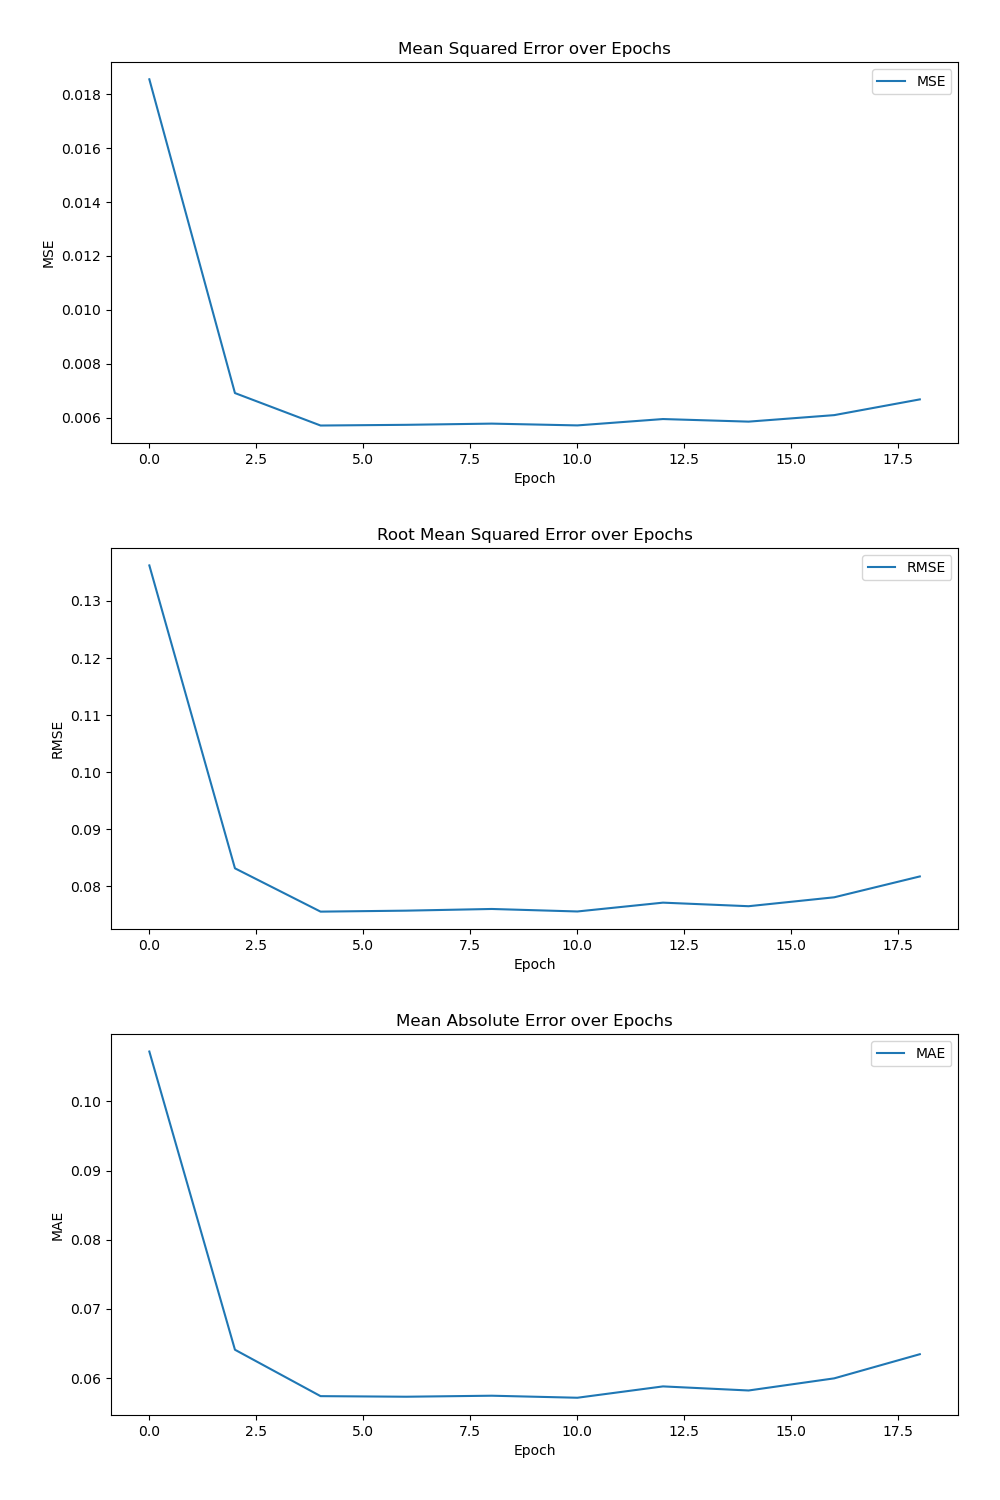 Mean Squared Error over Epochs
MSE
0.018
0.016
0.014
0.012
0.010
0.008
0.006
MSE
0.0 2.5 5.0 7.5 10.0 12.5 15.0 17.5
Epoch
Root Mean Squared Error over Epochs
RMSE
0.13
0.12
0.11
0.10
0.09
0.08
RMSE
0.0 2.5 5.0 7.5 10.0 12.5 15.0 17.5
Epoch
Mean Absolute Error over Epochs
MAE
0.10
0.09
0.08
0.07
0.06
MAE
0.0 2.5 5.0 7.5 10.0 12.5 15.0 17.5
Epoch